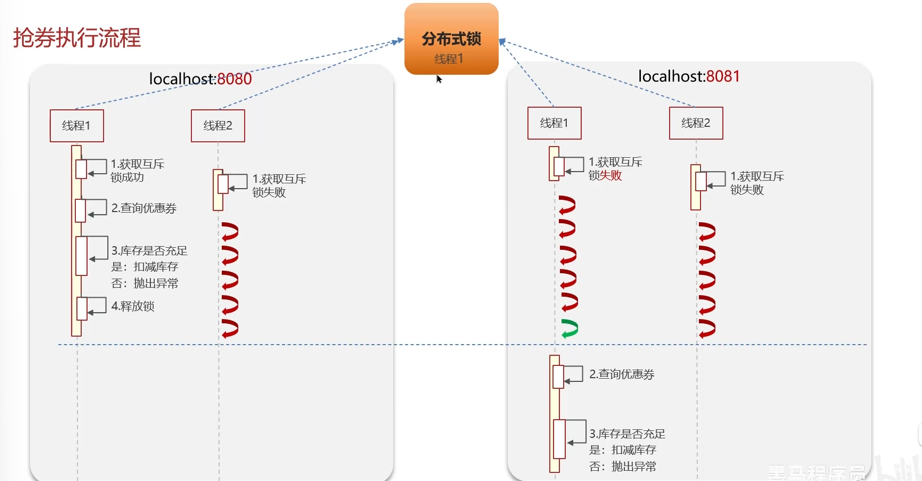 抢券执行流程
分布式锁
线程1
localhost:8080
线程1
线程2
1.获取互斥
锁成功
2.查询优惠券
3.库存是否充足
是：扣减库存
否：抛出异常
4.释放锁
1.获取互斥
锁失败
localhost:8081
线程1
线程2
1.获取互斥
锁失败
1.获取互斥
锁失败
2.查询优惠券
3.库存是否充足
是：扣减库存
否：抛出异常
黑马程序员